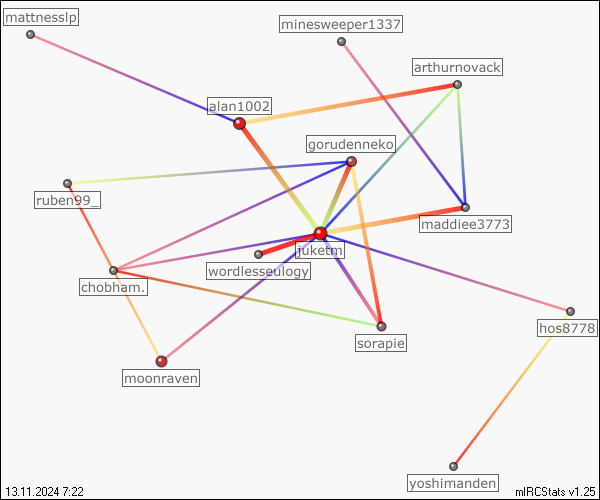 mattnesslp
minesweeper1337
arthurnovack
alan1002
gorudenneko
ruben99_
maddiee3773
juketm
wordlesseulogy
chobham.
hos8778
sorapie
moonraven
yoshimanden
13.11.2024 7:22
mIRCStats v1.25